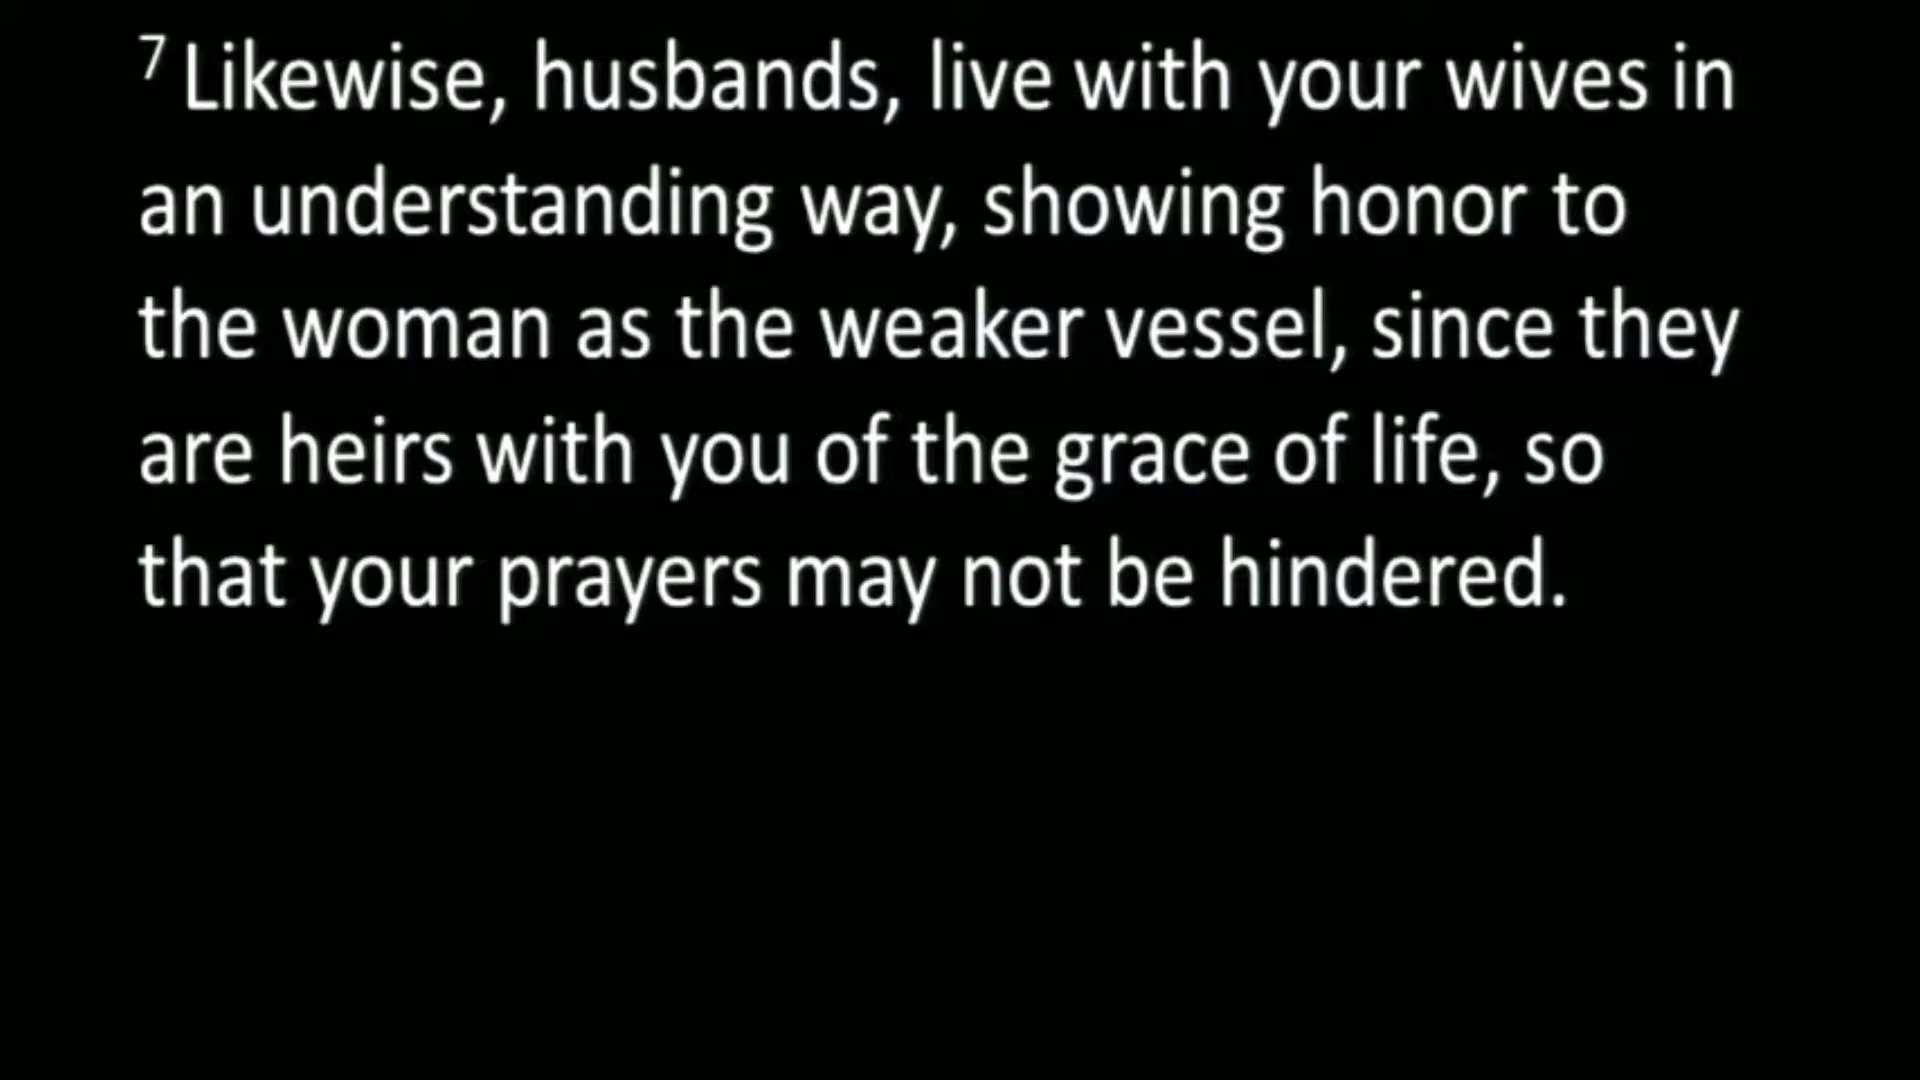 7 Likewise, husbands, live with your wives in
an understanding way, showing honor to
the woman as the weaker vessel, since they
are heirs with you of the grace of life, so
that your prayers may not be hindered.